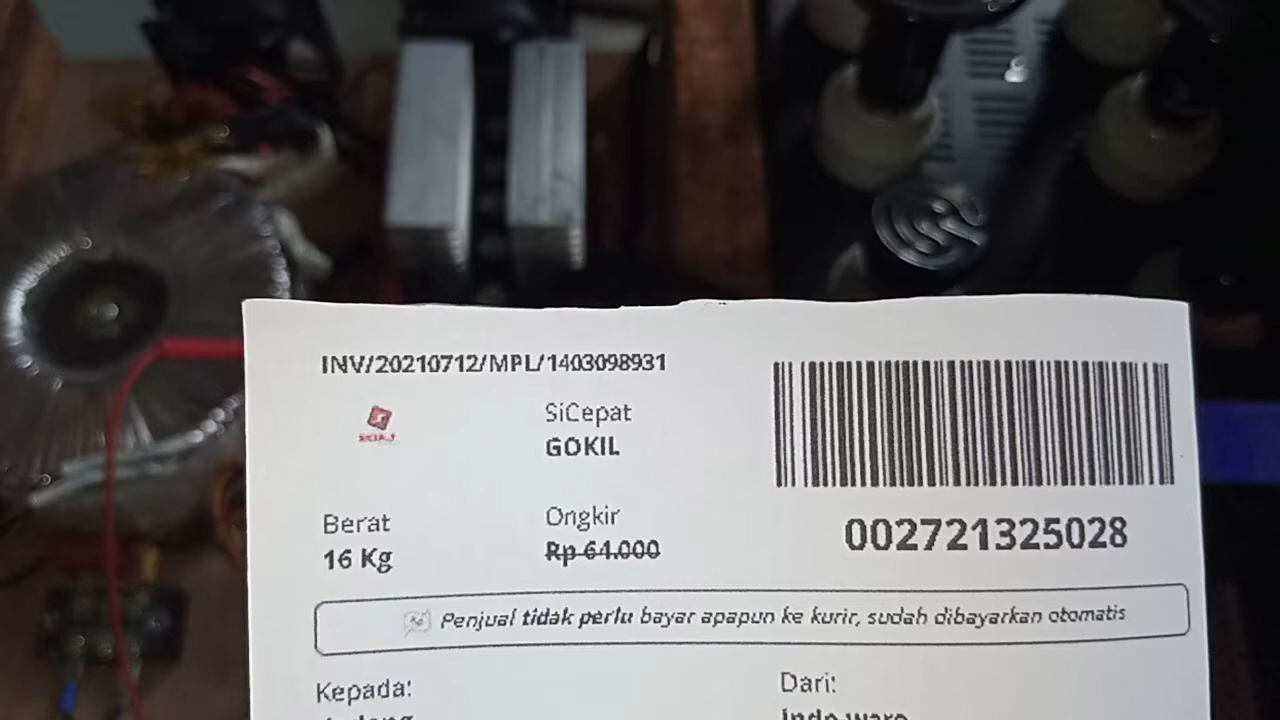 INV/20210712/MPL/1403098931
SiCepat
GOKIL
Berat
16 Kg
Ongkir
Rp 64.000
002721325028
Penjual tidak perlu bayar apapun ke kurir, sudah dibayarkan otomatis
Kepada:
Dari: